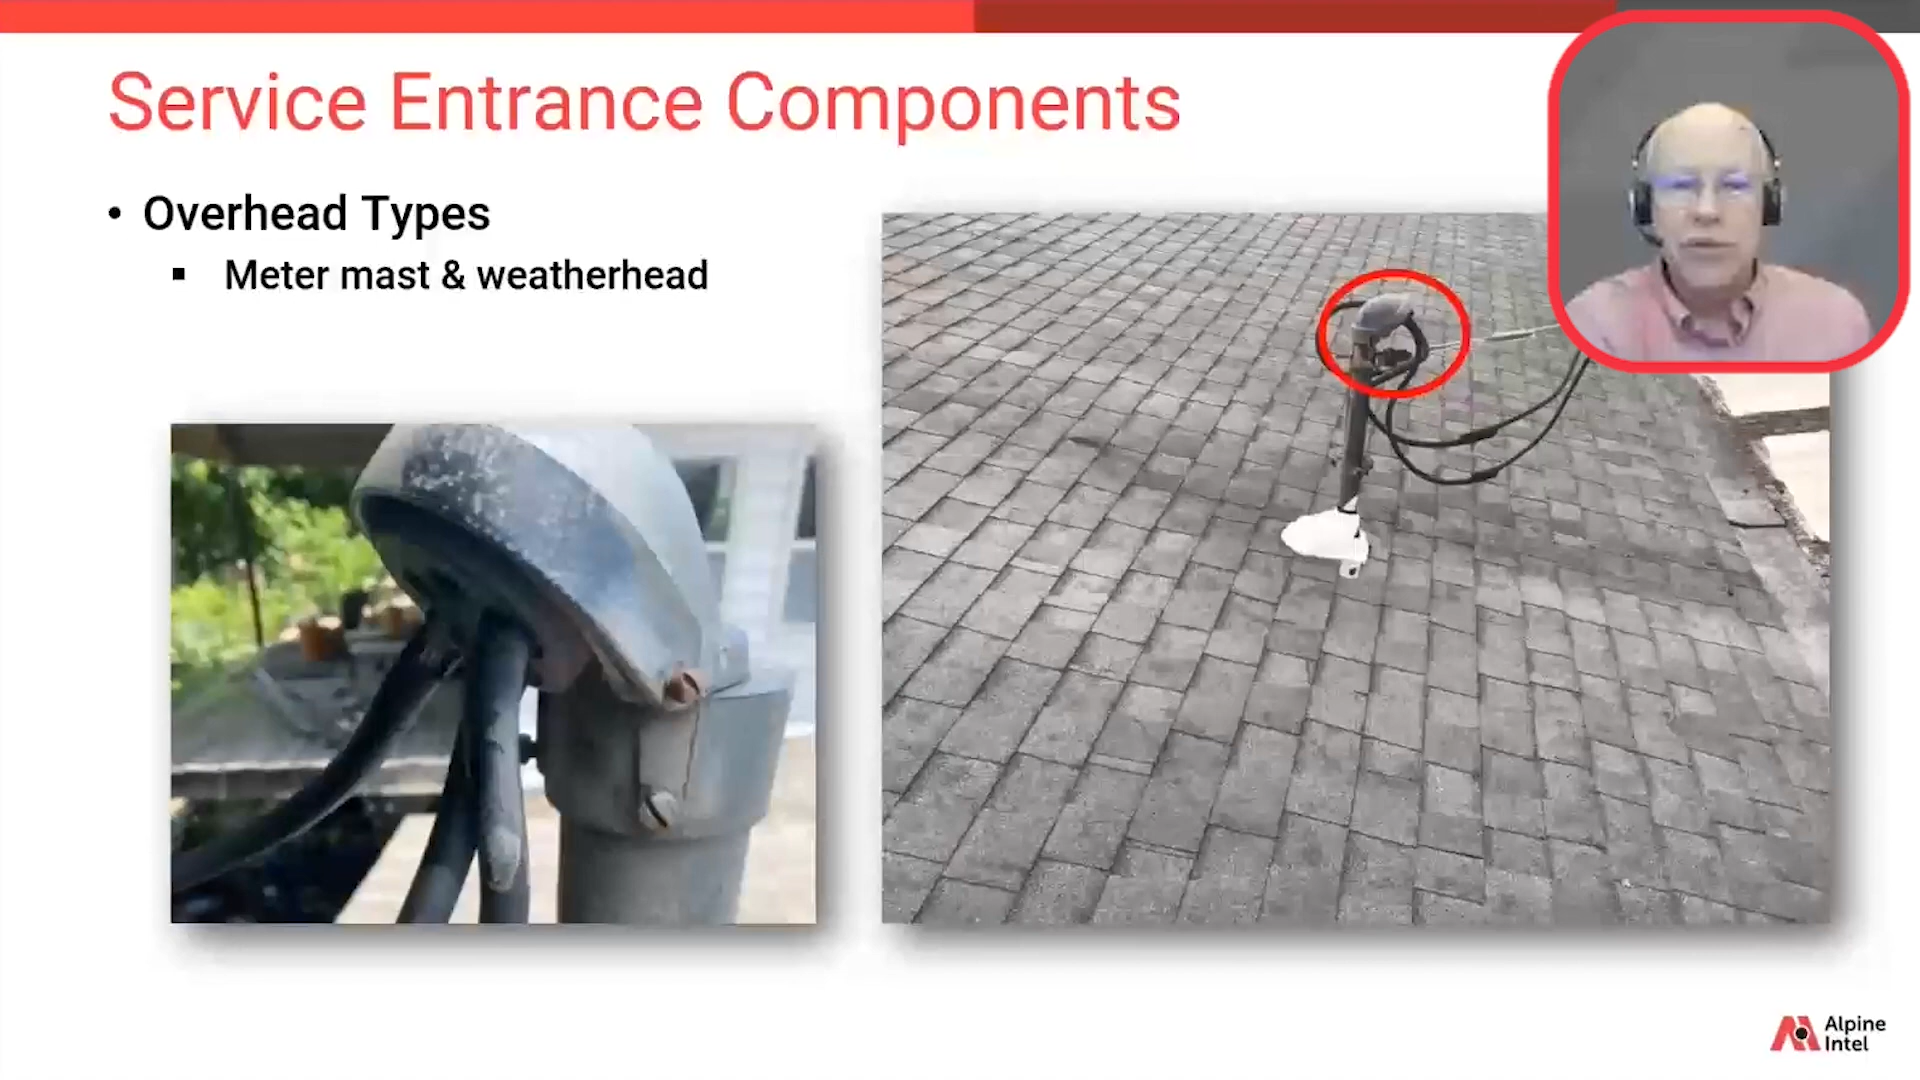 Service Entrance Components
• Overhead Types
▪ Meter mast & weatherhead
Alpine
Intel